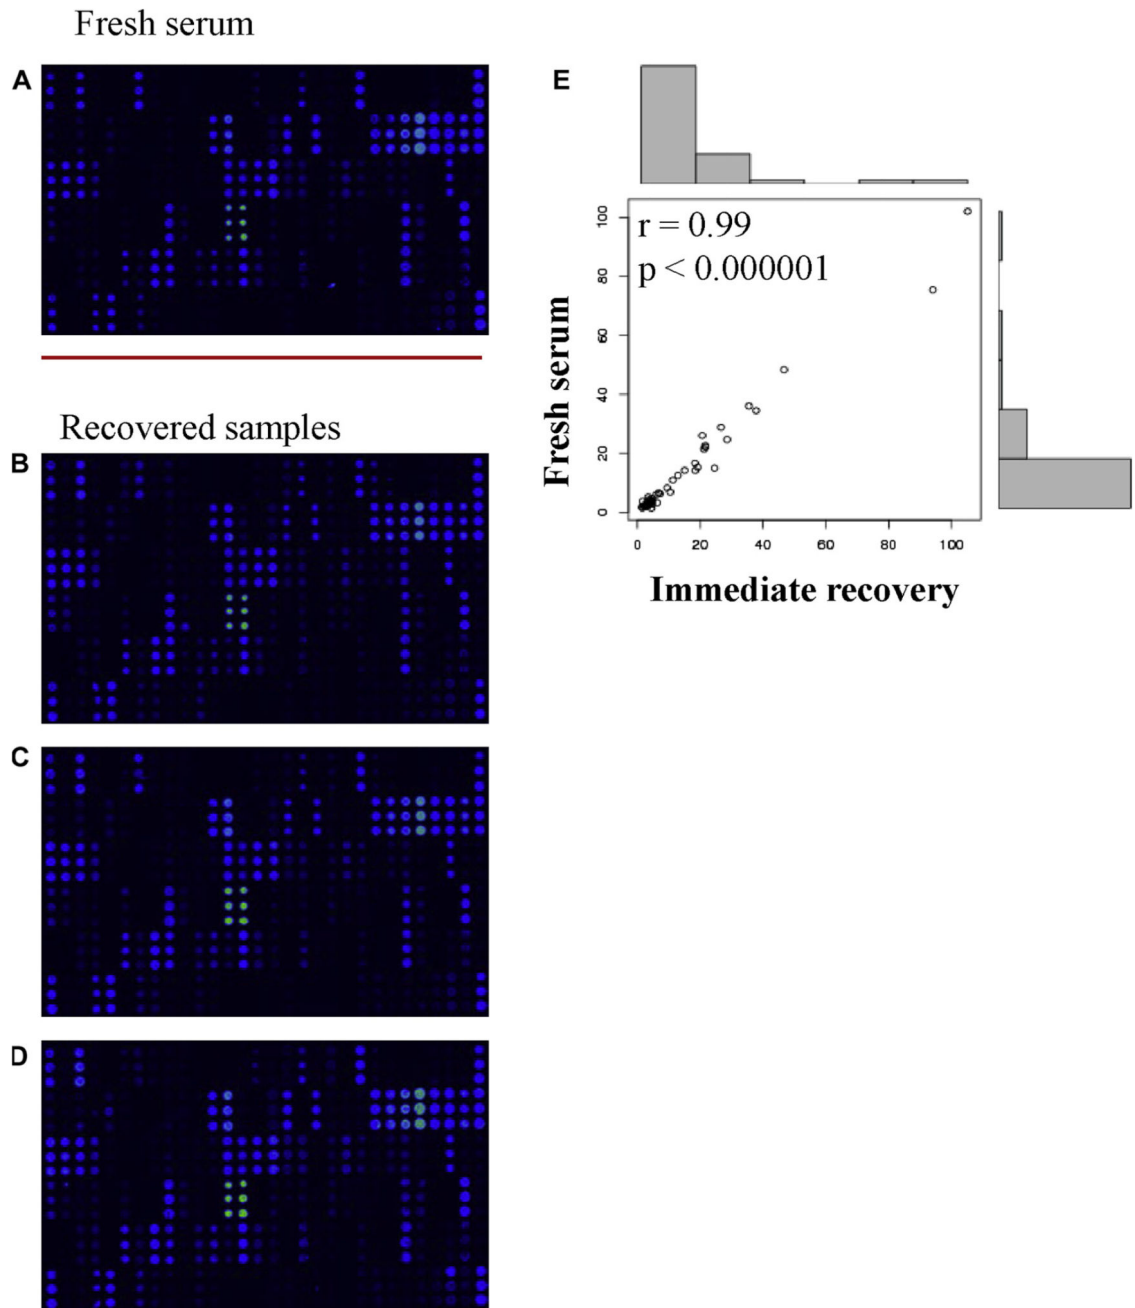 Fresh serum
A
Recovered samples
B
C
D
E
r = 0.99
p < 0.000001
100
80
60
40
20
0
Fresh serum
0 20 40 60 80 100
Immediate recovery